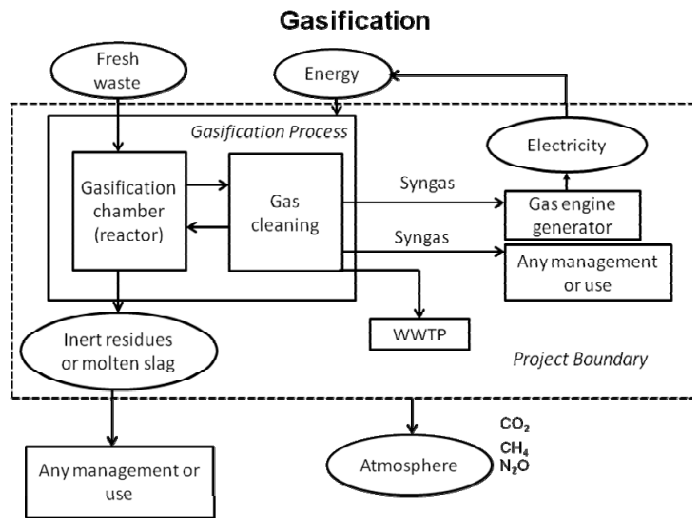 Gasification
Fresh
waste
Energy
Gasification Process
Electricity
Gasification
chamber
(reactor)
Gas
cleaning
Syngas
Gas engine
generator
Syngas
Any management
or use
Inert residues
or molten slag
WWTP
Project Boundary
Any management or
use
Atmosphere
CO₂
CH₄
N₂O